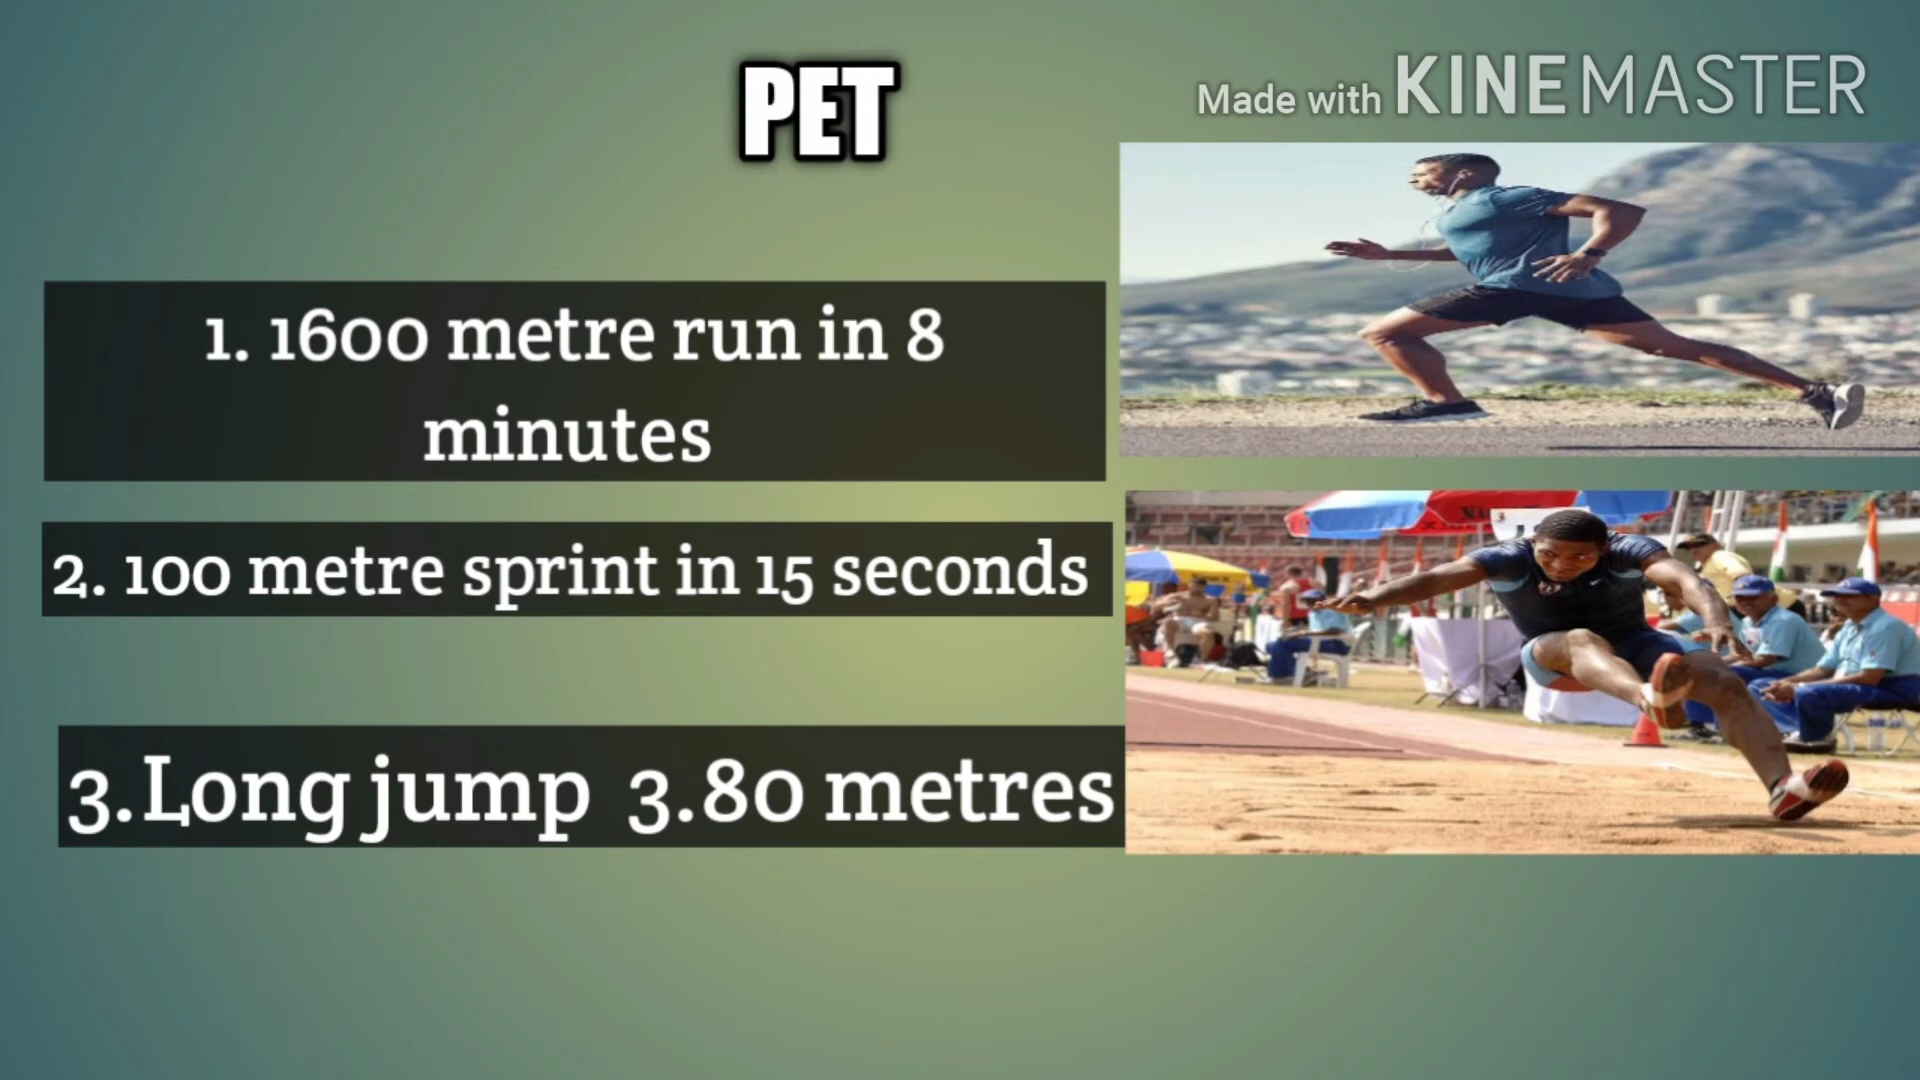 PET
Made with KINEMASTER
1. 1600 metre run in 8
minutes
2. 100 metre sprint in 15 seconds
3.Long jump 3.80 metres